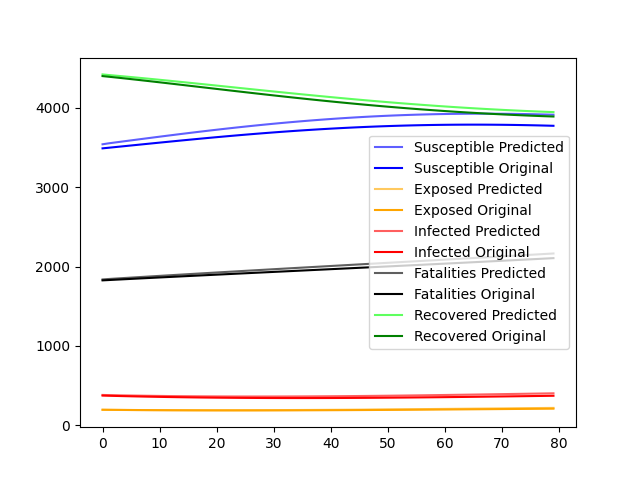 4000
3000
2000
1000
0
Susceptible Predicted
Susceptible Original
Exposed Predicted
Exposed Original
Infected Predicted
Infected Original
Fatalities Predicted
Fatalities Original
Recovered Predicted
Recovered Original
0 10 20 30 40 50 60 70 80